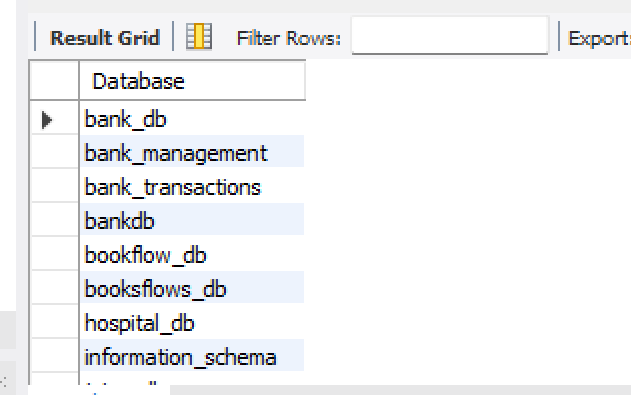 Result Grid Filter Rows: Export:
Database
bank_db
bank_management
bank_transactions
bankdb
bookflow_db
booksflows_db
hospital_db
information_schema